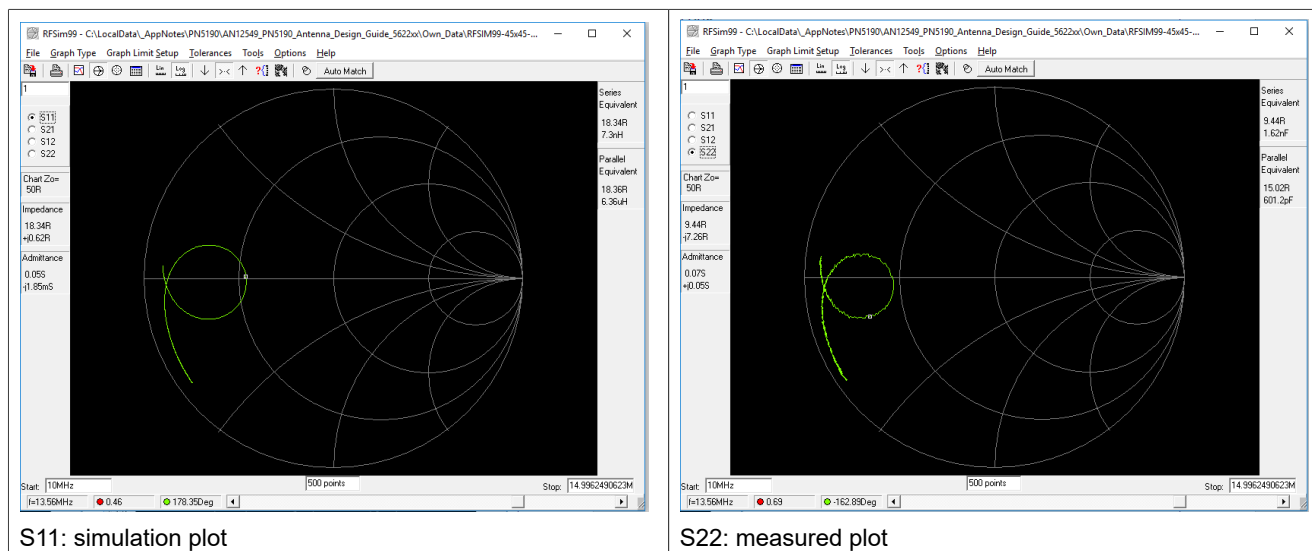 RFSim99 - C:\LocalData\_AppNotes\PN5190\AN12549_PN5190_Antenna_Design_Guide_5622xx\Own_Data\RFSIM99-45x45-...
File Graph Type Graph Limit Setup Tolerances Tools Options Help
Lin Log Auto Match
1
S11
S21
S12
S22
Chart Zo=
50R
Impedance
18.34R
+j0.62R
Admittance
0.05S
-j1.85mS
Series
Equivalent
18.34R
7.3nH
Parallel
Equivalent
18.36R
6.36uH
Start: 10MHz 500 points Stop: 14.9962490623M
f=13.56MHz 0.46 178.35Deg
S11: simulation plot
RFSim99 - C:\LocalData\_AppNotes\PN5190\AN12549_PN5190_Antenna_Design_Guide_5622xx\Own_Data\RFSIM99-45x45-...
File Graph Type Graph Limit Setup Tolerances Tools Options Help
Lin Log Auto Match
1
S11
S21
S12
S22
Chart Zo=
50R
Impedance
9.44R
-j7.26R
Admittance
0.07S
+j0.05S
Series
Equivalent
9.44R
1.62nF
Parallel
Equivalent
15.02R
601.2pF
Start: 10MHz 500 points Stop: 14.9962490623M
f=13.56MHz 0.69 -162.89Deg
S22: measured plot